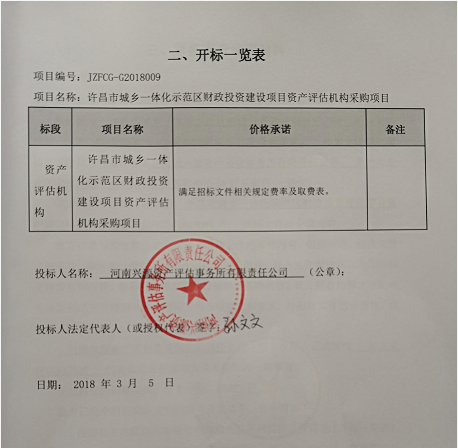 二、开标一览表
项目编号：JZFCG-G2018009
项目名称：许昌市城乡一体化示范区财政投资建设项目资产评估机构采购项目
标段 项目名称 价格承诺 备注
资产评估机构
许昌市城乡一体化示范区财政投资建设项目资产评估机构采购项目
满足招标文件相关规定费率及取费表。
投标人名称：河南兴 资产评估事务所有限责任公司（公章）：
投标人法定代表人（或授权代表 签字：孙文文
日期： 2018 年 3 月 5 日